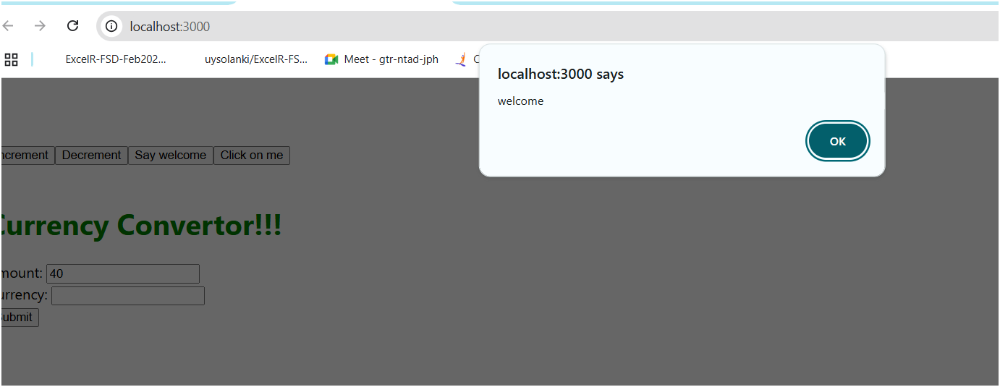 localhost:3000
ExcelR-FSD-Feb202... uysolanki/ExcelR-FS... Meet - gtr-ntad-jph
localhost:3000 says
welcome
OK
ncrement Decrement Say welcome Click on me
Currency Convertor!!!
mount: 40
urrency:
ubmit